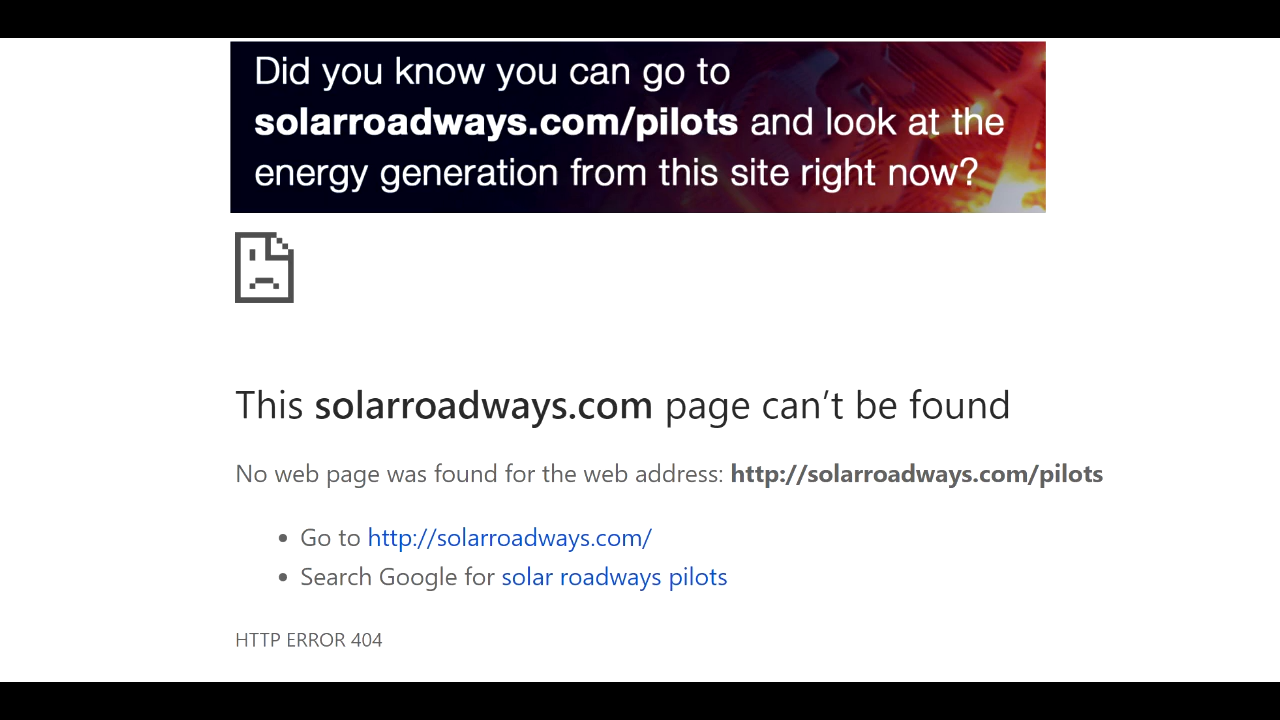 Did you know you can go to
solarroadways.com/pilots and look at the
energy generation from this site right now?
This solarroadways.com page can’t be found
No web page was found for the web address: http://solarroadways.com/pilots
• Go to http://solarroadways.com/
• Search Google for solar roadways pilots
HTTP ERROR 404